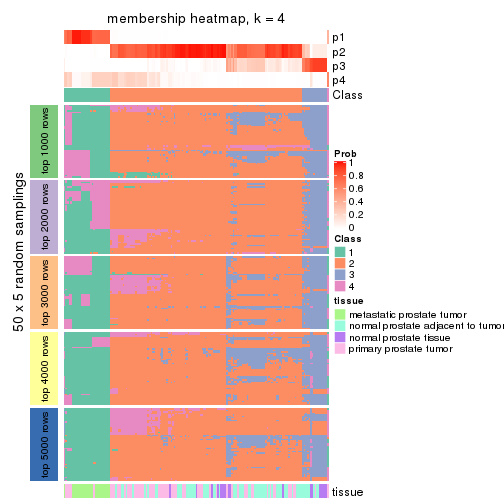 membership heatmap, k = 4
p1
p2
p3
p4
Class
50 x 5 random samplings
top 1000 rows
top 2000 rows
top 3000 rows
top 4000 rows
top 5000 rows
Prob
1
0.8
0.6
0.4
0.2
0
Class
1
2
3
4
tissue
metastatic prostate tumor
normal prostate adjacent to tumor
normal prostate tissue
primary prostate tumor
tissue